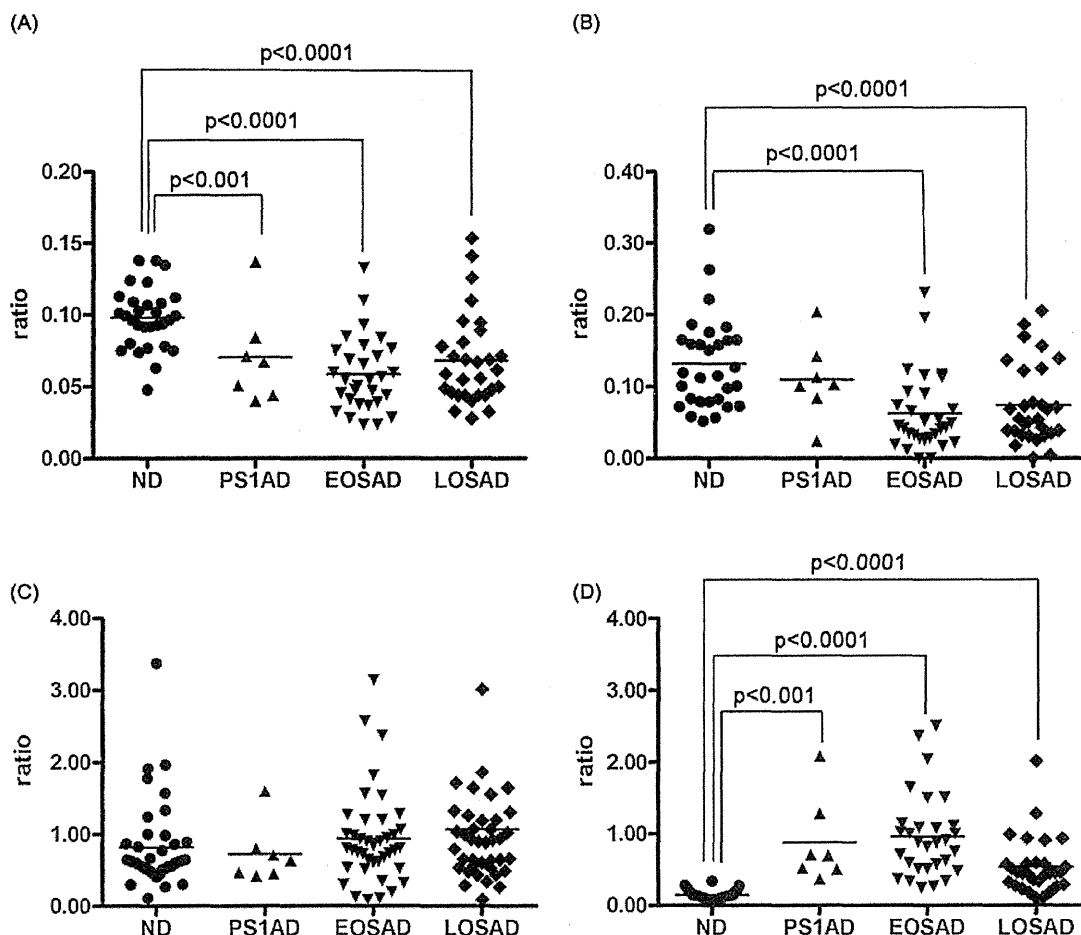 (A)
p<0.0001
p<0.0001
p<0.001
0.20
0.15
0.10
0.05
0.00
ratio
ND PS1AD EOSAD LOSAD
(B)
p<0.0001
p<0.0001
0.40
0.30
0.20
0.10
0.00
ratio
ND PS1AD EOSAD LOSAD
(C)
4.00
3.00
2.00
1.00
0.00
ratio
ND PS1AD EOSAD LOSAD
(D)
p<0.0001
p<0.0001
p<0.001
4.00
3.00
2.00
1.00
0.00
ratio
ND PS1AD EOSAD LOSAD